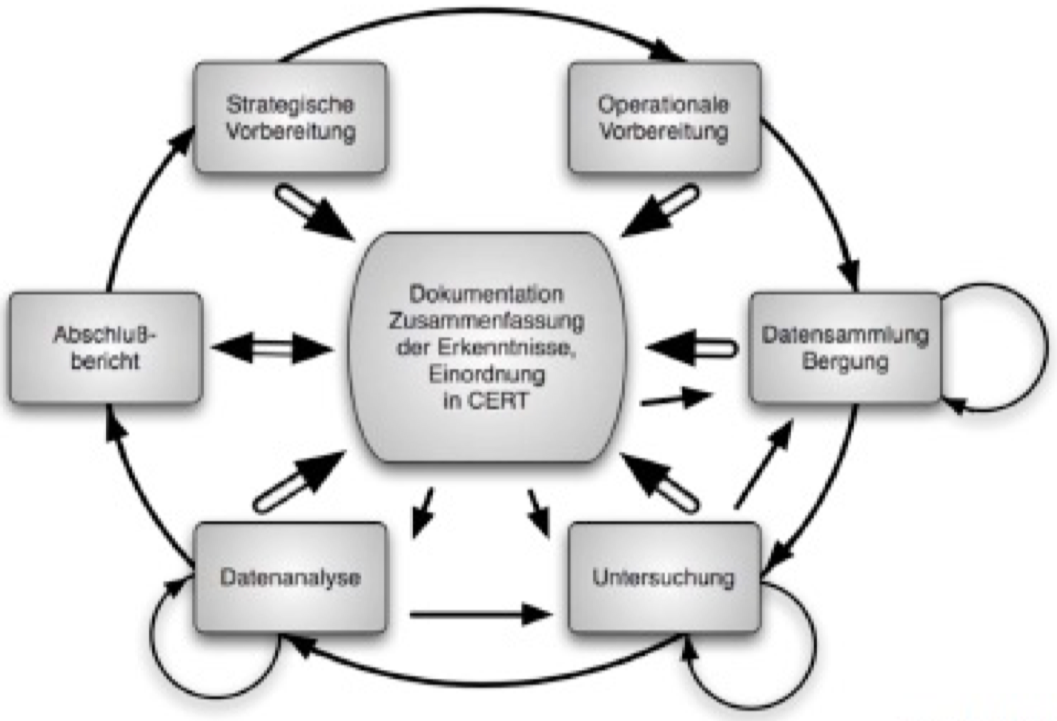 Strategische
Vorbereitung
Operationale
Vorbereitung
Dokumentation
Zusammenfassung
der Erkenntnisse,
Einordnung
in CERT
Abschluß-
bericht
Datensammlung
Bergung
Datenanalyse
Untersuchung